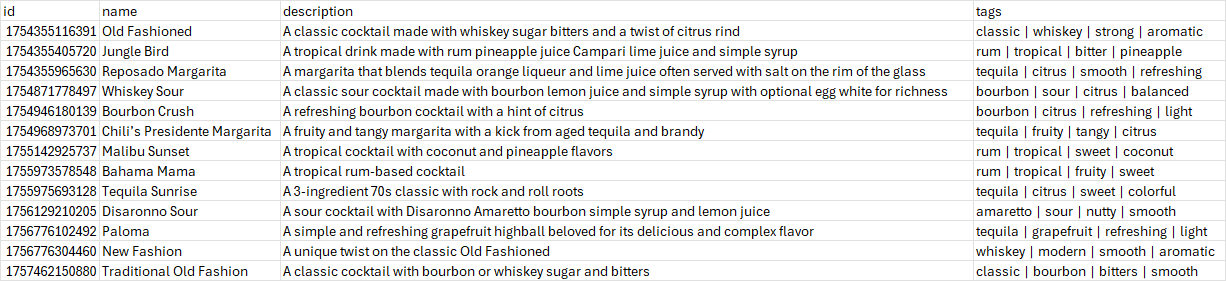 id name description tags
1754355116391 Old Fashioned A classic cocktail made with whiskey sugar bitters and a twist of citrus rind classic | whiskey | strong | aromatic
1754355405720 Jungle Bird A tropical drink made with rum pineapple juice Campari lime juice and simple syrup rum | tropical | bitter | pineapple
1754355965630 Reposado Margarita A margarita that blends tequila orange liqueur and lime juice often served with salt on the rim of the glass tequila | citrus | smooth | refreshing
1754871778497 Whiskey Sour A classic sour cocktail made with bourbon lemon juice and simple syrup with optional egg white for richness bourbon | sour | citrus | balanced
1754946180139 Bourbon Crush A refreshing bourbon cocktail with a hint of citrus bourbon | citrus | refreshing | light
1754968973701 Chili's Presidente Margarita A fruity and tangy margarita with a kick from aged tequila and brandy tequila | fruity | tangy | citrus
1755142925737 Malibu Sunset A tropical cocktail with coconut and pineapple flavors rum | tropical | sweet | coconut
1755973578548 Bahama Mama A tropical rum-based cocktail rum | tropical | fruity | sweet
1755975693128 Tequila Sunrise A 3-ingredient 70s classic with rock and roll roots tequila | citrus | sweet | colorful
1756129210205 Disaronno Sour A sour cocktail with Disaronno Amaretto bourbon simple syrup and lemon juice amaretto | sour | nutty | smooth
1756776102492 Paloma A simple and refreshing grapefruit highball beloved for its delicious and complex flavor tequila | grapefruit | refreshing | light
1756776304460 New Fashion A unique twist on the classic Old Fashioned whiskey | modern | smooth | aromatic
1757462150880 Traditional Old Fashion A classic cocktail with bourbon or whiskey sugar and bitters classic | bourbon | bitters | smooth